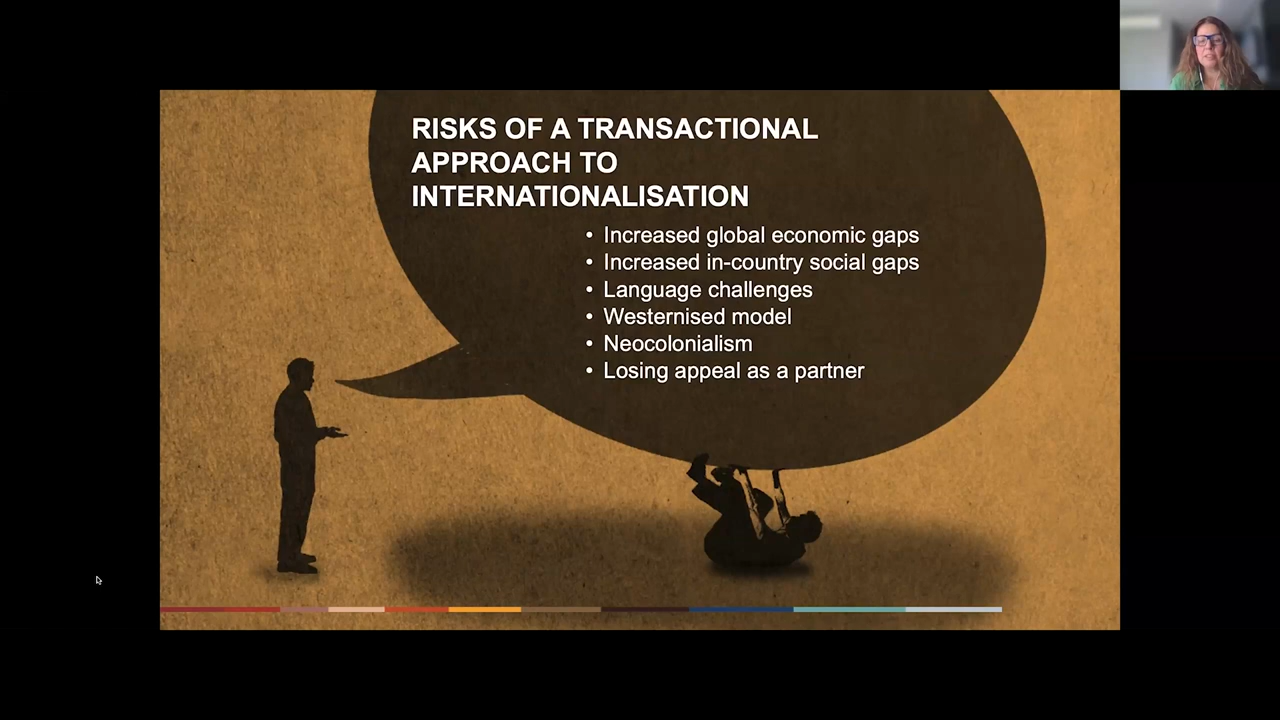 RISKS OF A TRANSACTIONAL
APPROACH TO
INTERNATIONALISATION
• Increased global economic gaps
• Increased in-country social gaps
• Language challenges
• Westernised model
• Neocolonialism
• Losing appeal as a partner